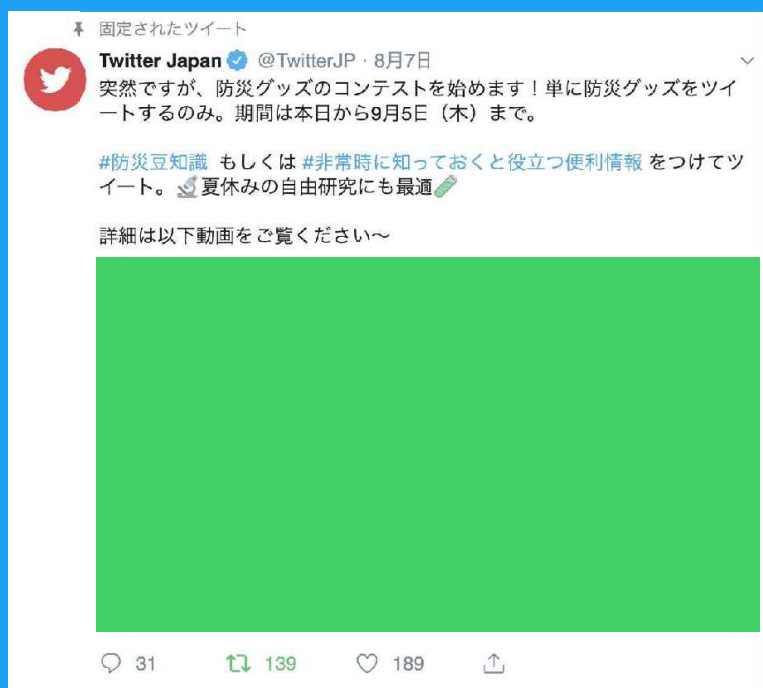 固定されたツイート
Twitter Japan @TwitterJP · 8月7日
突然ですが、防災グッズのコンテストを始めます！単に防災グッズをツイ
ートするのみ。期間は本日から9月5日（木）まで。
#防災豆知識 もしくは #非常時に知っておくと役立つ便利情報 をつけてツ
イート。🔬夏休みの自由研究にも最適🧪
詳細は以下動画をご覧ください〜
31 139 189